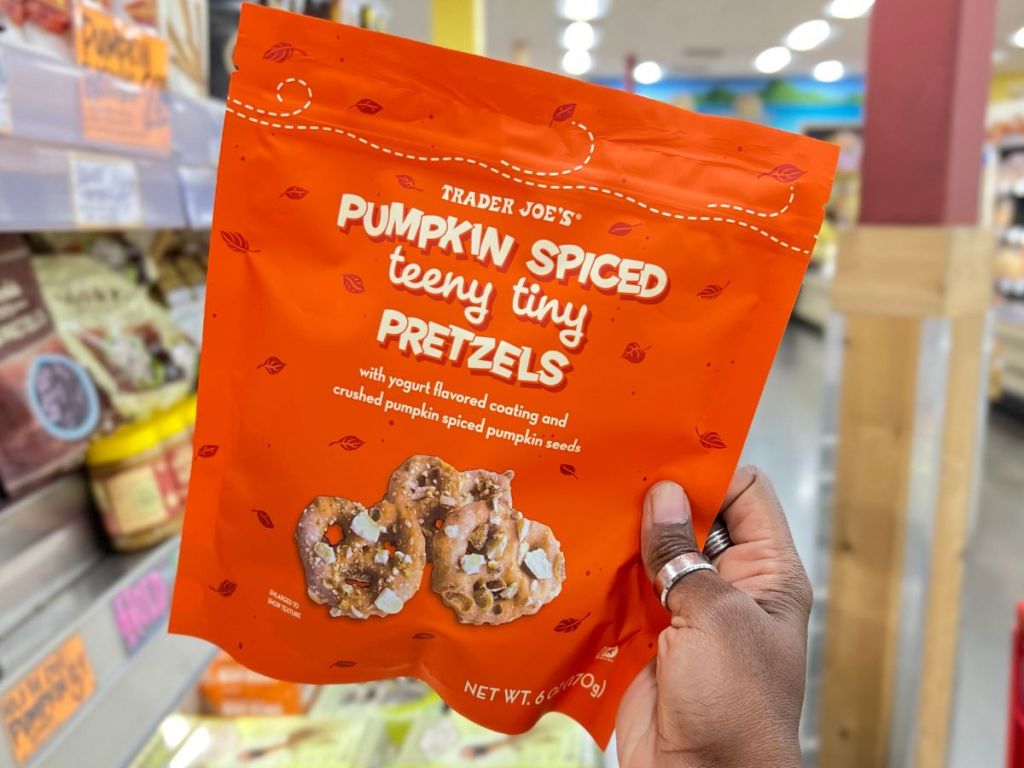 TRADER JOE'S®
PUMPKIN SPICED
teeny tiny
PRETZELS
with yogurt flavored coating and
crushed pumpkin spiced pumpkin seeds
ENLARGED TO
SHOW TEXTURE
NET WT. 6 OZ (170g)
PUMPKIN